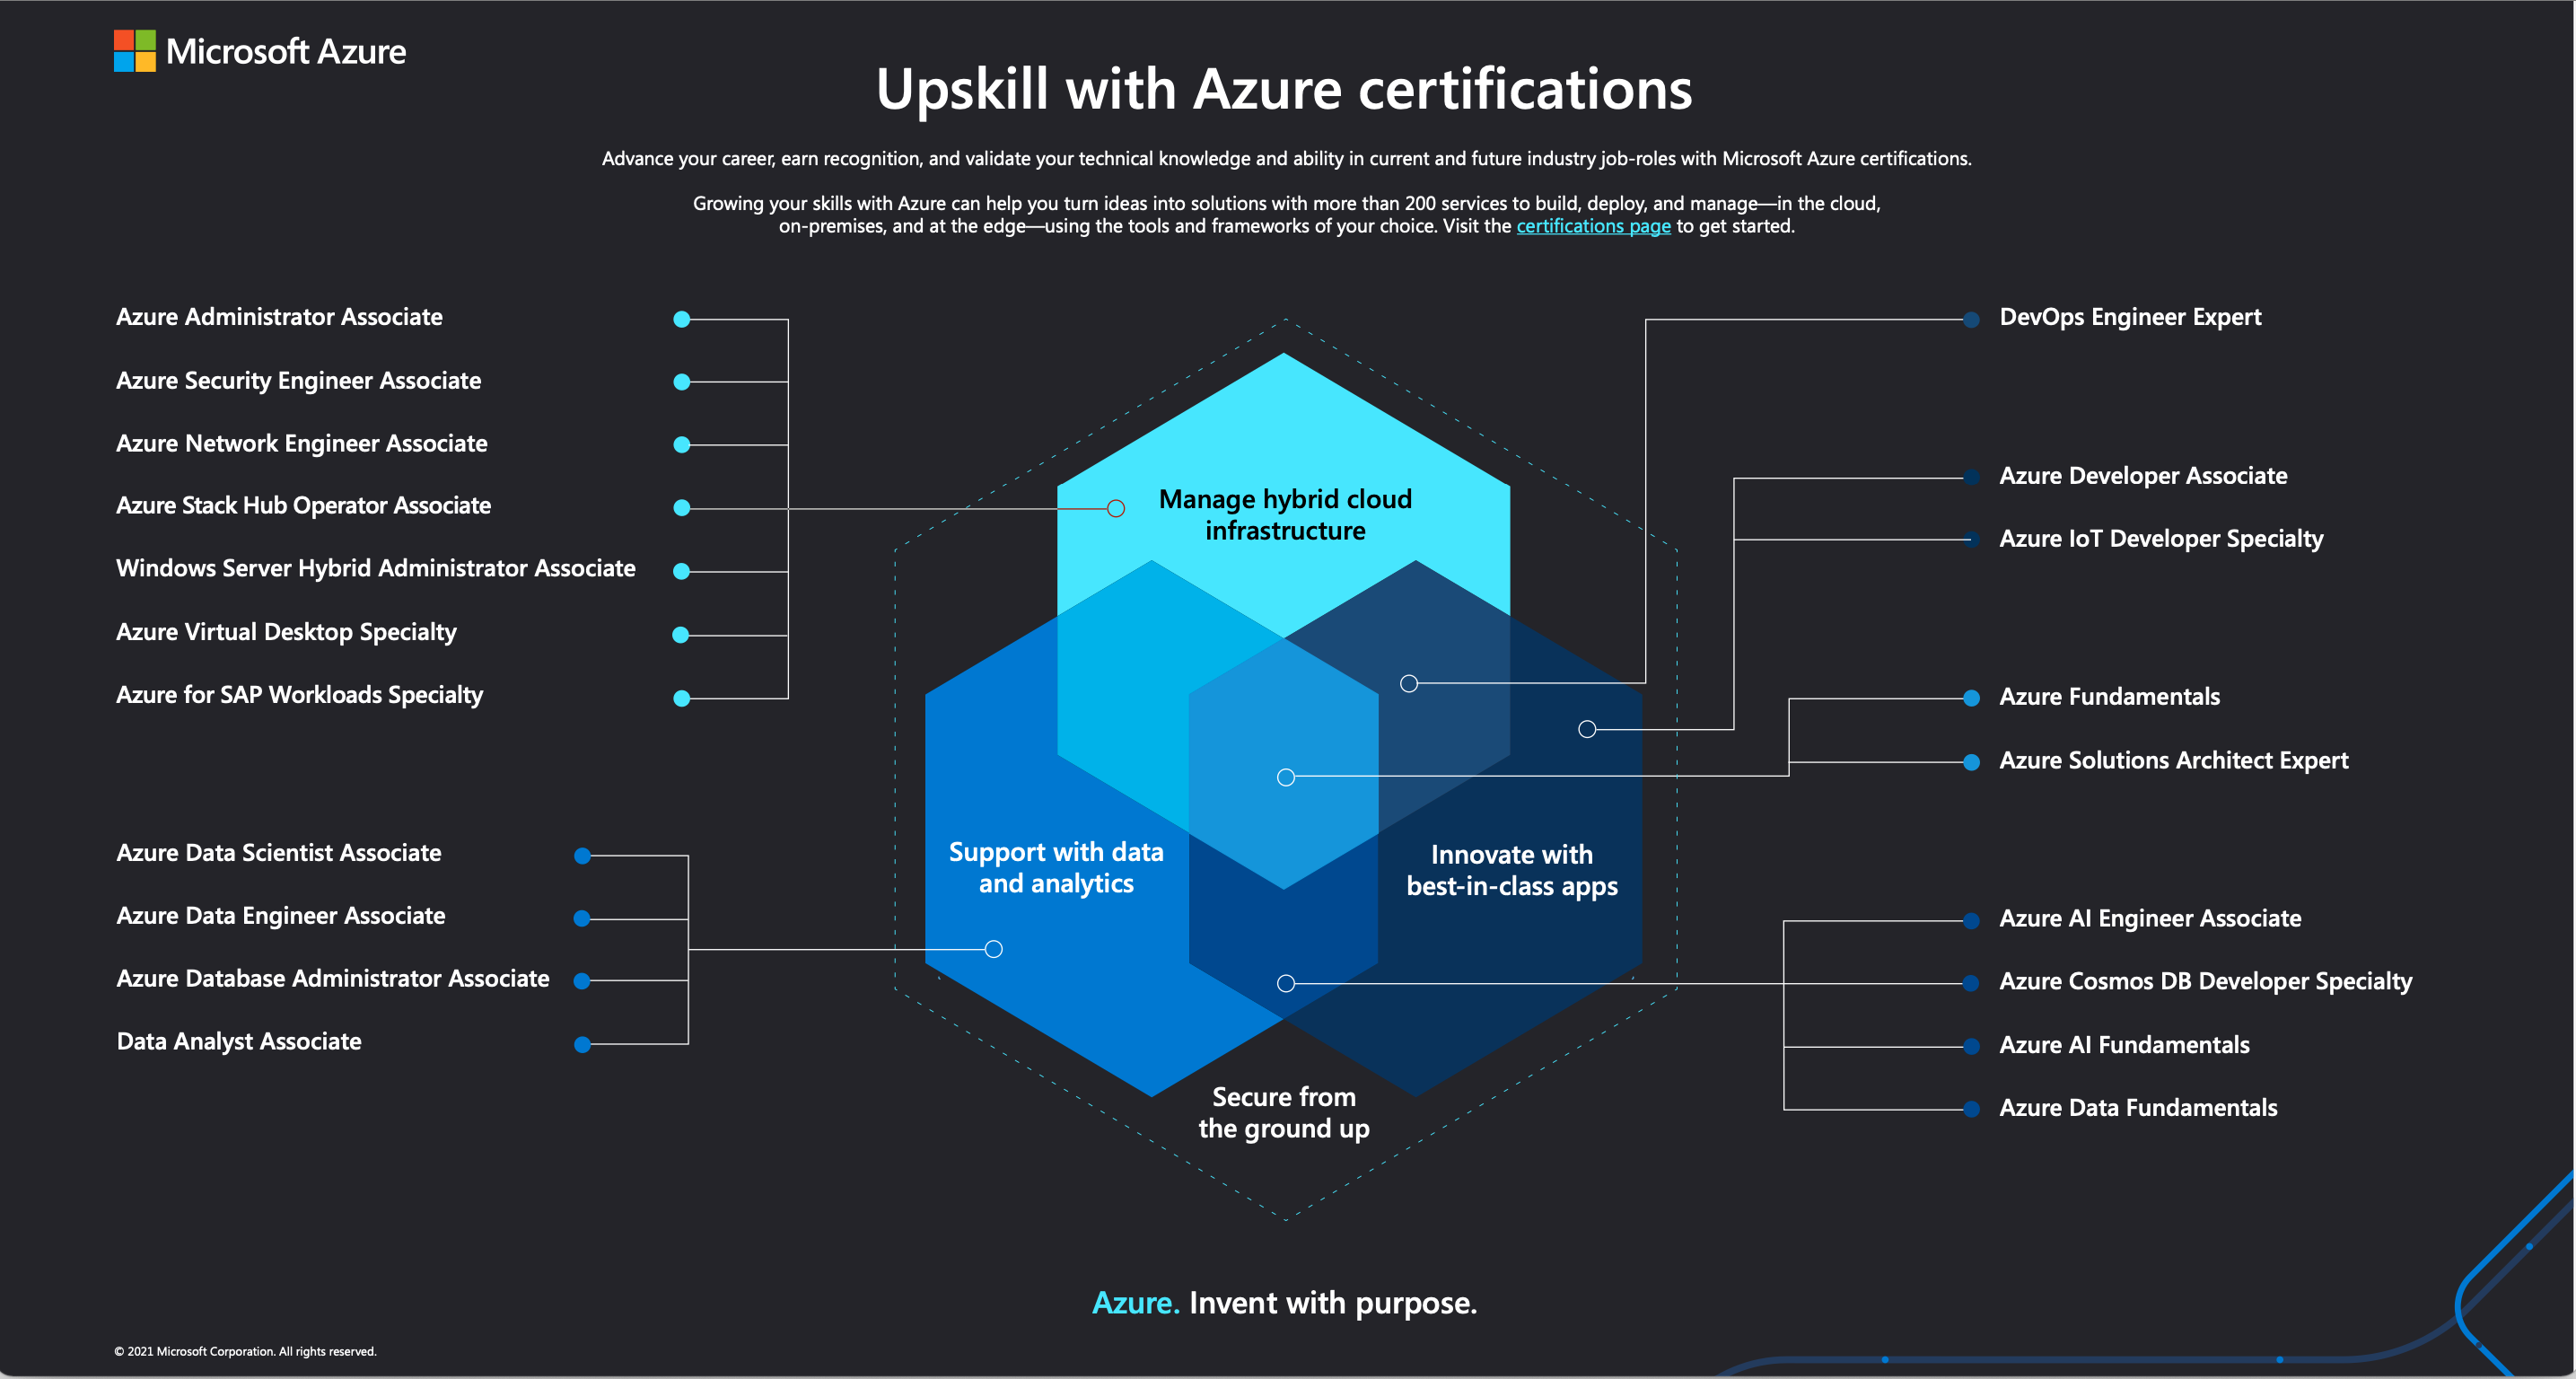 Microsoft Azure
Upskill with Azure certifications
Advance your career, earn recognition, and validate your technical knowledge and ability in current and future industry job-roles with Microsoft Azure certifications.
Growing your skills with Azure can help you turn ideas into solutions with more than 200 services to build, deploy, and manage—in the cloud,
on-premises, and at the edge—using the tools and frameworks of your choice. Visit the certifications page to get started.
Azure Administrator Associate
Azure Security Engineer Associate
Azure Network Engineer Associate
Azure Stack Hub Operator Associate
Windows Server Hybrid Administrator Associate
Azure Virtual Desktop Specialty
Azure for SAP Workloads Specialty
Azure Data Scientist Associate
Azure Data Engineer Associate
Azure Database Administrator Associate
Data Analyst Associate
Manage hybrid cloud
infrastructure
Support with data
and analytics
Innovate with
best-in-class apps
Secure from
the ground up
DevOps Engineer Expert
Azure Developer Associate
Azure IoT Developer Specialty
Azure Fundamentals
Azure Solutions Architect Expert
Azure AI Engineer Associate
Azure Cosmos DB Developer Specialty
Azure AI Fundamentals
Azure Data Fundamentals
Azure. Invent with purpose.
© 2021 Microsoft Corporation. All rights reserved.